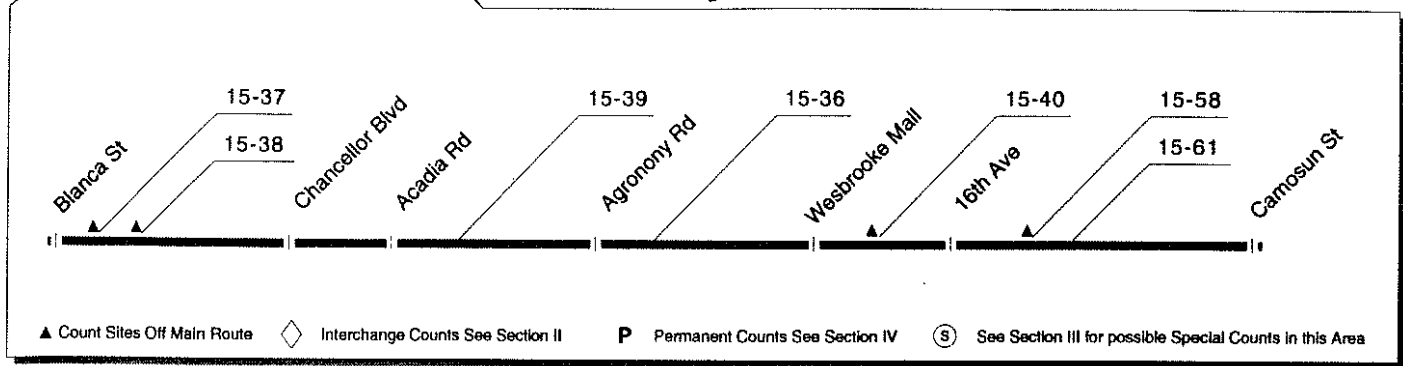 15-37
15-38
15-39
15-36
15-40
15-58
15-61
Blanca St
Chancellor Blvd
Acadia Rd
Agronony Rd
Wesbrooke Mall
16th Ave
Camosun St
▲ Count Sites Off Main Route
Interchange Counts See Section II
P Permanent Counts See Section IV
S See Section III for possible Special Counts in this Area